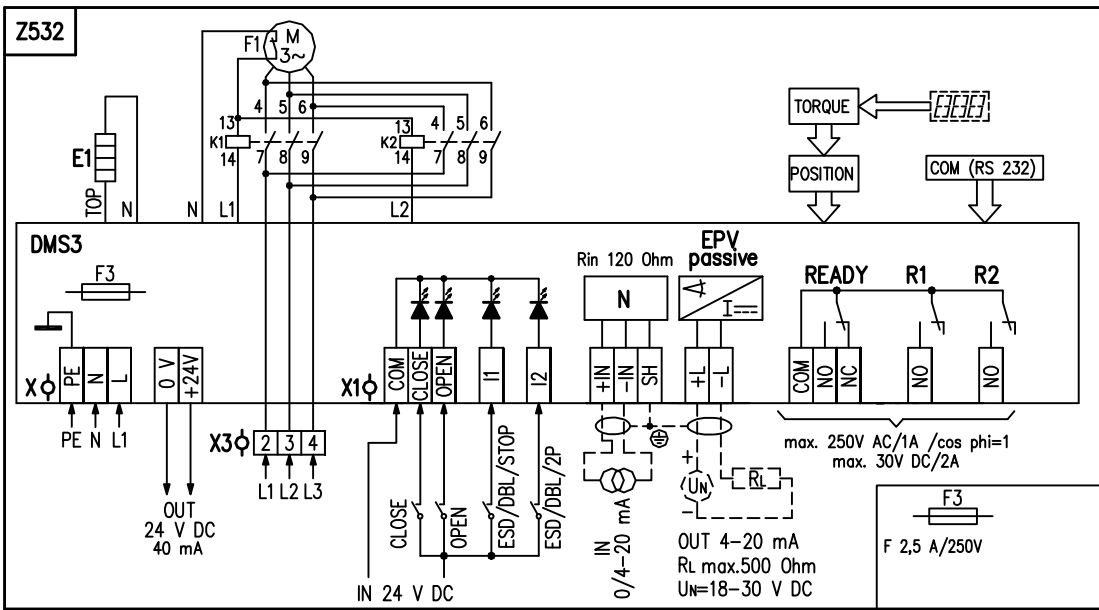 Z532
F1
M
3~
4 5 6
13
K1
14
7 8 9
13
K2
14
4 5 6
7 8 9
E1
TOP
N
N
L1
L2
TORQUE
POSITION
COM (RS 232)
DMS3
F3
X
PE
N
L
PE N L1
0 V
+24V
OUT
24 V DC
40 mA
X3
2 3 4
L1 L2 L3
X1
COM
CLOSE
OPEN
I1
I2
CLOSE
OPEN
ESD/DBL/STOP
ESD/DBL/2P
IN 24 V DC
Rin 120 Ohm
N
+IN
-IN
SH
IN
0/4-20 mA
EPV
passive
I
+L
-L
+
UN
-
RL
OUT 4-20 mA
RL max.500 Ohm
UN=18-30 V DC
READY
R1
R2
COM
NO
NC
NO
NO
max. 250V AC/1A /cos phi=1
max. 30V DC/2A
F3
F 2,5 A/250V